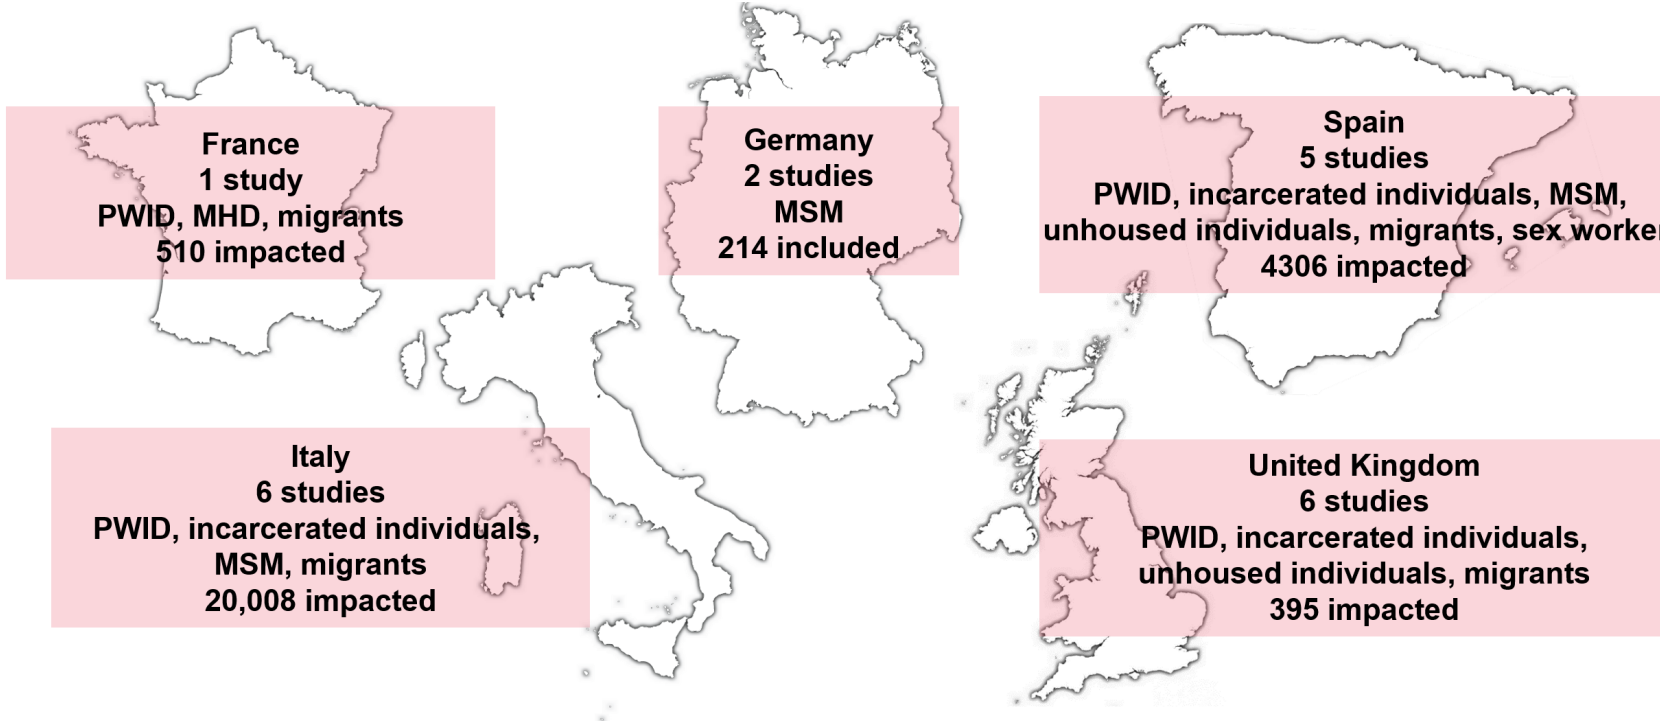 France
1 study
PWID, MHD, migrants
510 impacted
Germany
2 studies
MSM
214 included
Spain
5 studies
PWID, incarcerated individuals, MSM,
unhoused individuals, migrants, sex worker
4306 impacted
Italy
6 studies
PWID, incarcerated individuals,
MSM, migrants
20,008 impacted
United Kingdom
6 studies
PWID, incarcerated individuals,
unhoused individuals, migrants
395 impacted